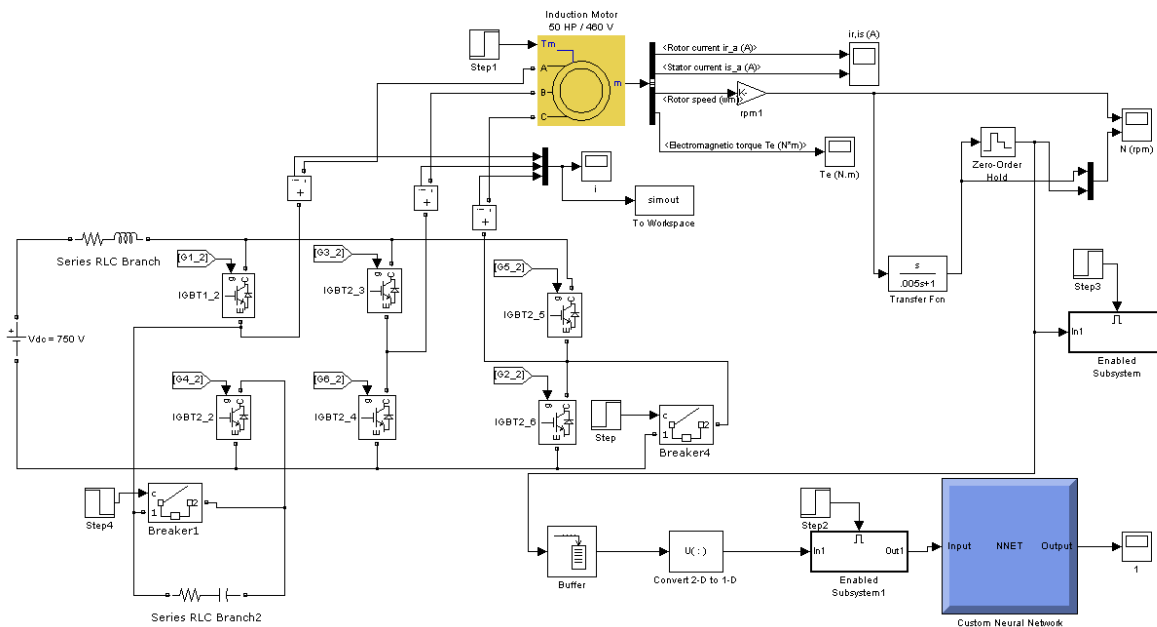 Induction Motor
50 HP / 460 V
Step1
Tm
A
B
C
m
<Rotor current ir_a (A)>
<Stator current is_a (A)>
<Rotor speed (wm)>
<Electromagnetic torque Te (N*m)>
ir,is (A)
K-
rpm1
Te (N.m)
N (rpm)
Zero-Order
Hold
i
-
+
i
-
+
i
-
+
i
simout
To Workspace
Series RLC Branch
[G1_2]
g
C
E
IGBT1_2
[G3_2]
g
C
E
IGBT2_3
[G5_2]
g
C
E
IGBT2_5
s
.005s+1
Transfer Fcn
Step3
In1
Enabled
Subsystem
+
Vdc = 750 V
[G4_2]
g
C
E
IGBT2_2
[G6_2]
g
C
E
IGBT2_4
[G2_2]
g
C
E
IGBT2_6
Step
c
1
2
Breaker4
Step4
c
1
2
Breaker1
Series RLC Branch2
Buffer
U( : )
Convert 2-D to 1-D
Step2
In1
Out1
Enabled
Subsystem1
Input
NNET
Output
Custom Neural Network
1